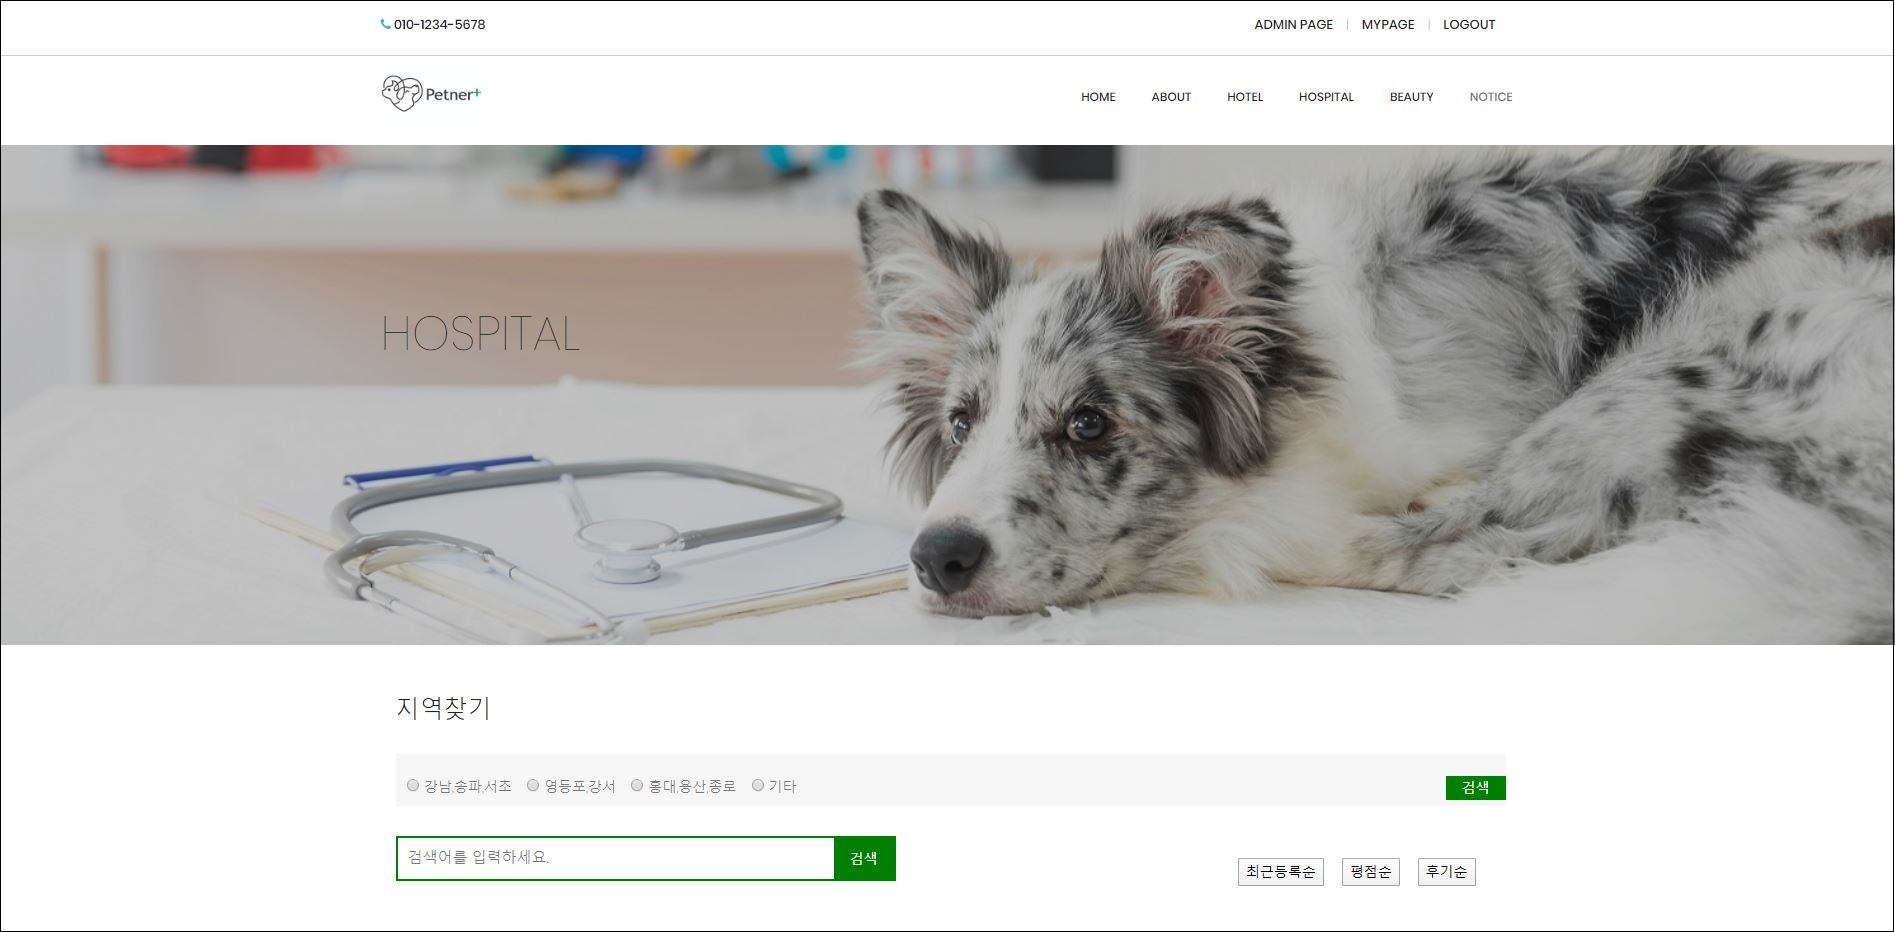 010-1234-5678
ADMIN PAGE | MYPAGE | LOGOUT
Petner+
HOME ABOUT HOTEL HOSPITAL BEAUTY NOTICE
HOSPITAL
지역찾기
강남,송파,서초 영등포,강서 홍대,용산,종로 기타 검색
검색어를 입력하세요. 검색
최근등록순 평점순 후기순